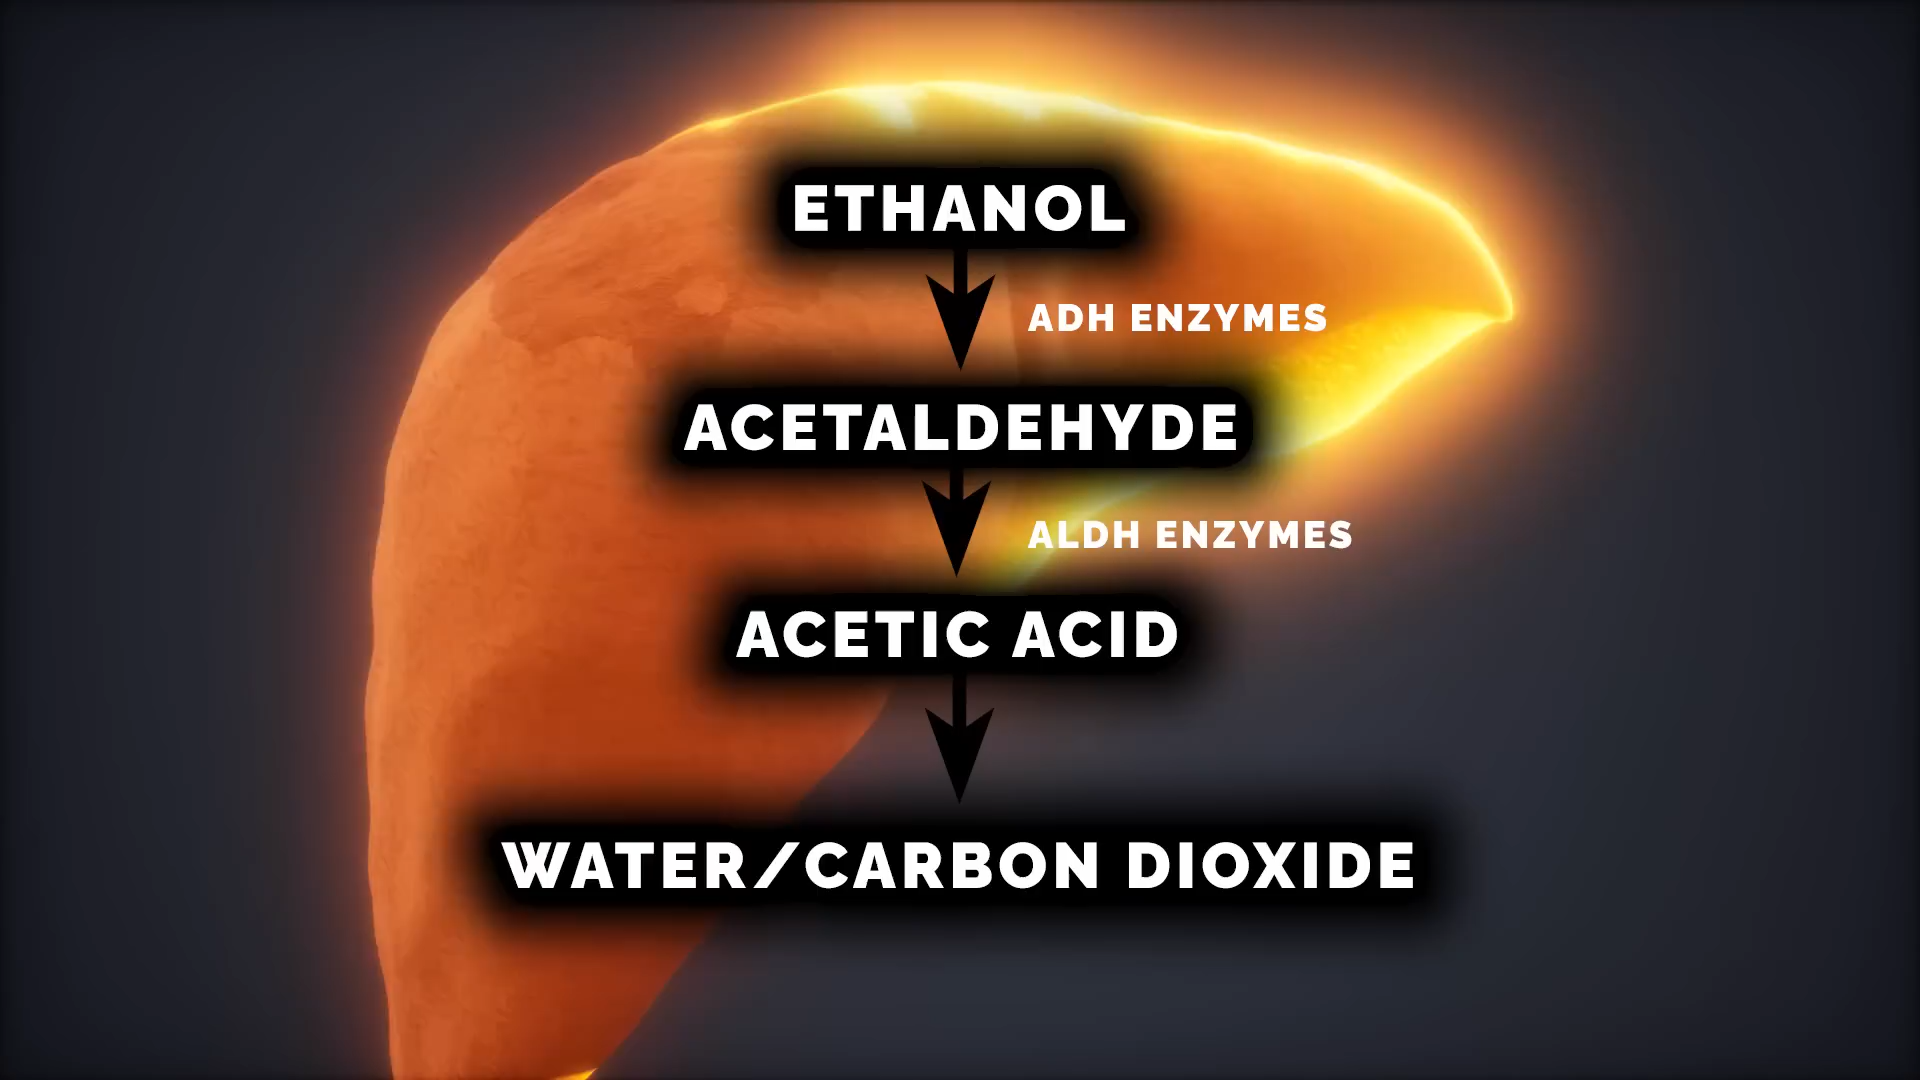 ETHANOL
ADH ENZYMES
ACETALDEHYDE
ALDH ENZYMES
ACETIC ACID
WATER/CARBON DIOXIDE